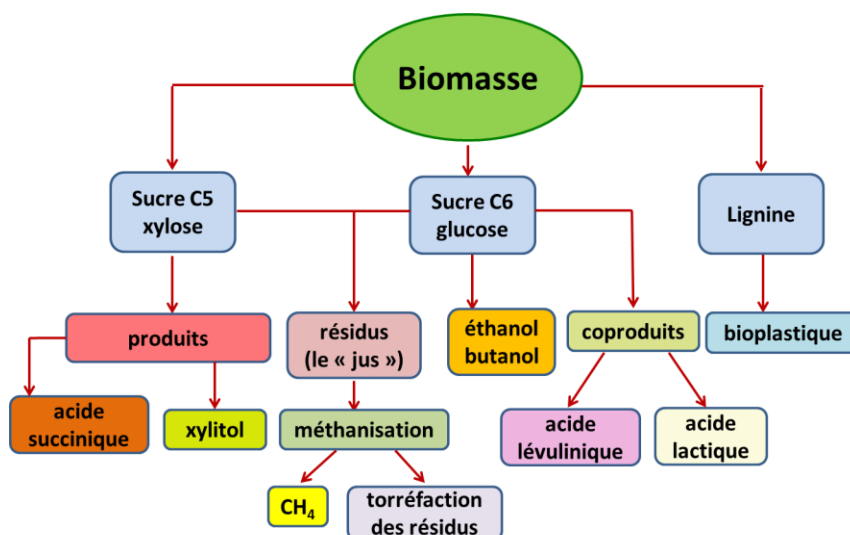 Biomasse
Sucre C5
xylose
Sucre C6
glucose
Lignine
produits
résidus
(le « jus »)
éthanol
butanol
coproduits
bioplastique
acide
succinique
xylitol
méthanisation
acide
lévulinique
acide
lactique
CH₄
torréfaction
des résidus